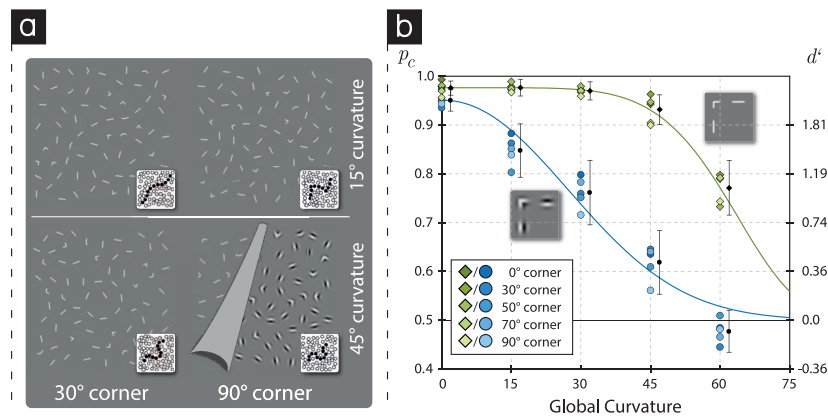 a
15° curvature
45° curvature
30° corner
90° corner
b
p_c
d‘
1.0
0.9
0.8
0.7
0.6
0.5
0.4
1.81
1.19
0.74
0.36
0.0
-0.36
/ 0° corner
/ 30° corner
/ 50° corner
/ 70° corner
/ 90° corner
0 15 30 45 60 75
Global Curvature